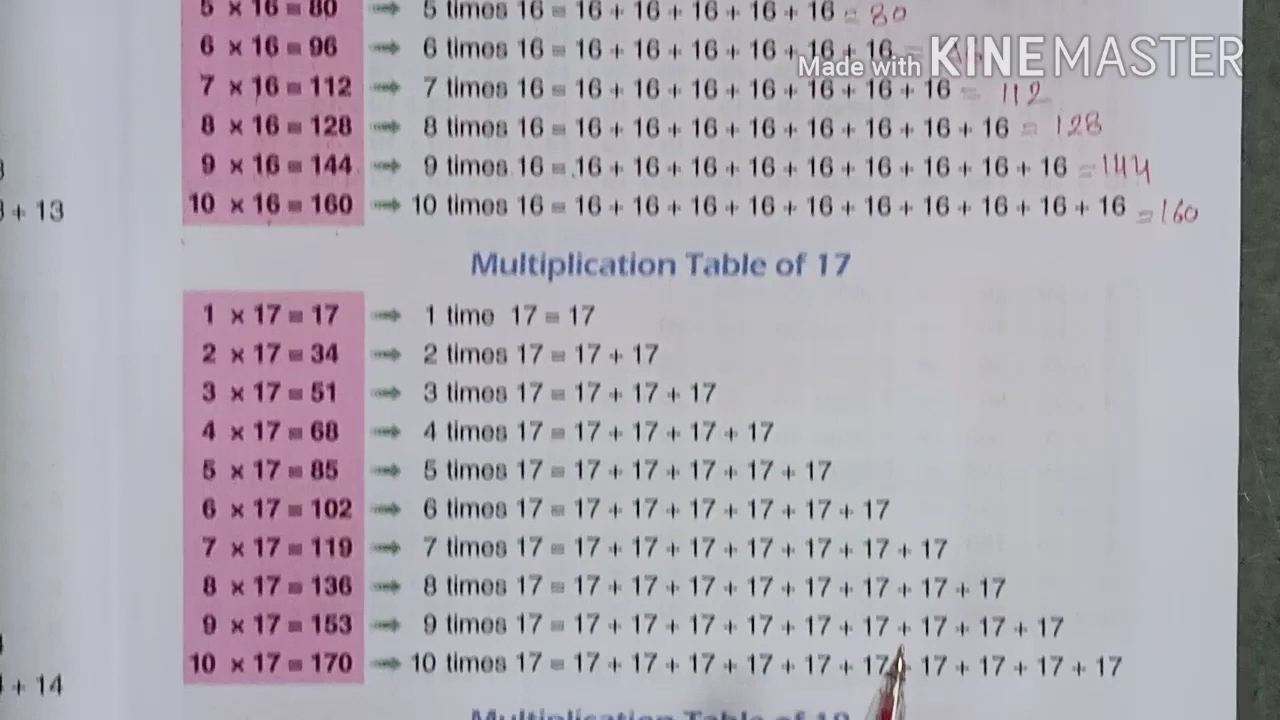 5 × 16 = 80 ⇒ 5 times 16 = 16 + 16 + 16 + 16 + 16 = 80
6 × 16 = 96 ⇒ 6 times 16 = 16 + 16 + 16 + 16 + 16 + 16 =
Made with KINEMASTER
7 × 16 = 112 ⇒ 7 times 16 = 16 + 16 + 16 + 16 + 16 + 16 + 16 = 112
8 × 16 = 128 ⇒ 8 times 16 = 16 + 16 + 16 + 16 + 16 + 16 + 16 + 16 = 128
9 × 16 = 144 ⇒ 9 times 16 = 16 + 16 + 16 + 16 + 16 + 16 + 16 + 16 + 16 = 144
+ 13
10 × 16 = 160 ⇒ 10 times 16 = 16 + 16 + 16 + 16 + 16 + 16 + 16 + 16 + 16 + 16 = 160
Multiplication Table of 17
1 × 17 = 17 ⇒ 1 time 17 = 17
2 × 17 = 34 ⇒ 2 times 17 = 17 + 17
3 × 17 = 51 ⇒ 3 times 17 = 17 + 17 + 17
4 × 17 = 68 ⇒ 4 times 17 = 17 + 17 + 17 + 17
5 × 17 = 85 ⇒ 5 times 17 = 17 + 17 + 17 + 17 + 17
6 × 17 = 102 ⇒ 6 times 17 = 17 + 17 + 17 + 17 + 17 + 17
7 × 17 = 119 ⇒ 7 times 17 = 17 + 17 + 17 + 17 + 17 + 17 + 17
8 × 17 = 136 ⇒ 8 times 17 = 17 + 17 + 17 + 17 + 17 + 17 + 17 + 17
9 × 17 = 153 ⇒ 9 times 17 = 17 + 17 + 17 + 17 + 17 + 17 + 17 + 17 + 17
10 × 17 = 170 ⇒ 10 times 17 = 17 + 17 + 17 + 17 + 17 + 17 + 17 + 17 + 17 + 17
+ 14
Multiplication Table of